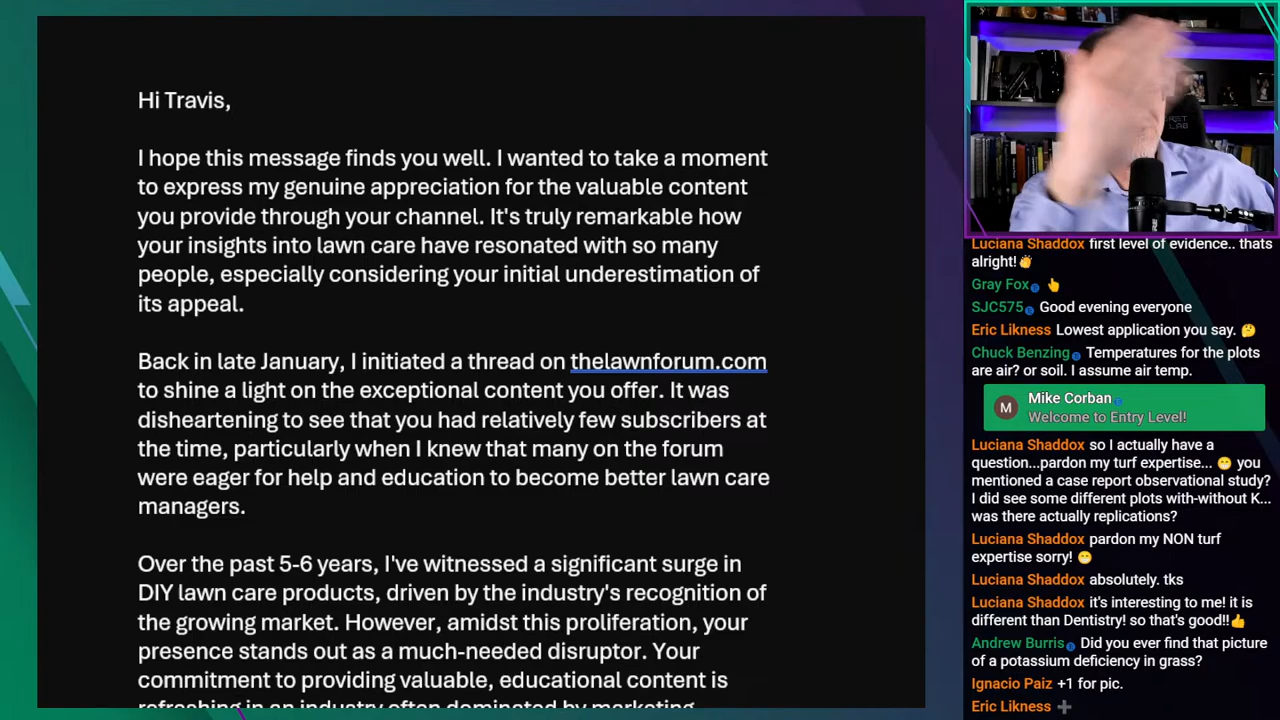 Hi Travis,
I hope this message finds you well. I wanted to take a moment
to express my genuine appreciation for the valuable content
you provide through your channel. It's truly remarkable how
your insights into lawn care have resonated with so many
people, especially considering your initial underestimation of
its appeal.
Back in late January, I initiated a thread on thelawnforum.com
to shine a light on the exceptional content you offer. It was
disheartening to see that you had relatively few subscribers at
the time, particularly when I knew that many on the forum
were eager for help and education to become better lawn care
managers.
Over the past 5-6 years, I've witnessed a significant surge in
DIY lawn care products, driven by the industry's recognition of
the growing market. However, amidst this proliferation, your
presence stands out as a much-needed disruptor. Your
commitment to providing valuable, educational content is
refreshing in an industry often dominated by marketing
Luciana Shaddox first level of evidence.. thats
alright!👏
Gray Fox 👆
SJC575 Good evening everyone
Eric Likness Lowest application you say. 🤔
Chuck Benzing Temperatures for the plots
are air? or soil. I assume air temp.
M
Mike Corban
Welcome to Entry Level!
Luciana Shaddox so I actually have a
question...pardon my turf expertise... 😁 you
mentioned a case report observational study?
I did see some different plots with-without K...
was there actually replications?
Luciana Shaddox pardon my NON turf
expertise sorry! 😁
Luciana Shaddox absolutely. tks
Luciana Shaddox it's interesting to me! it is
different than Dentistry! so that's good!!👍
Andrew Burris Did you ever find that picture
of a potassium deficiency in grass?
Ignacio Paiz +1 for pic.
Eric Likness ➕